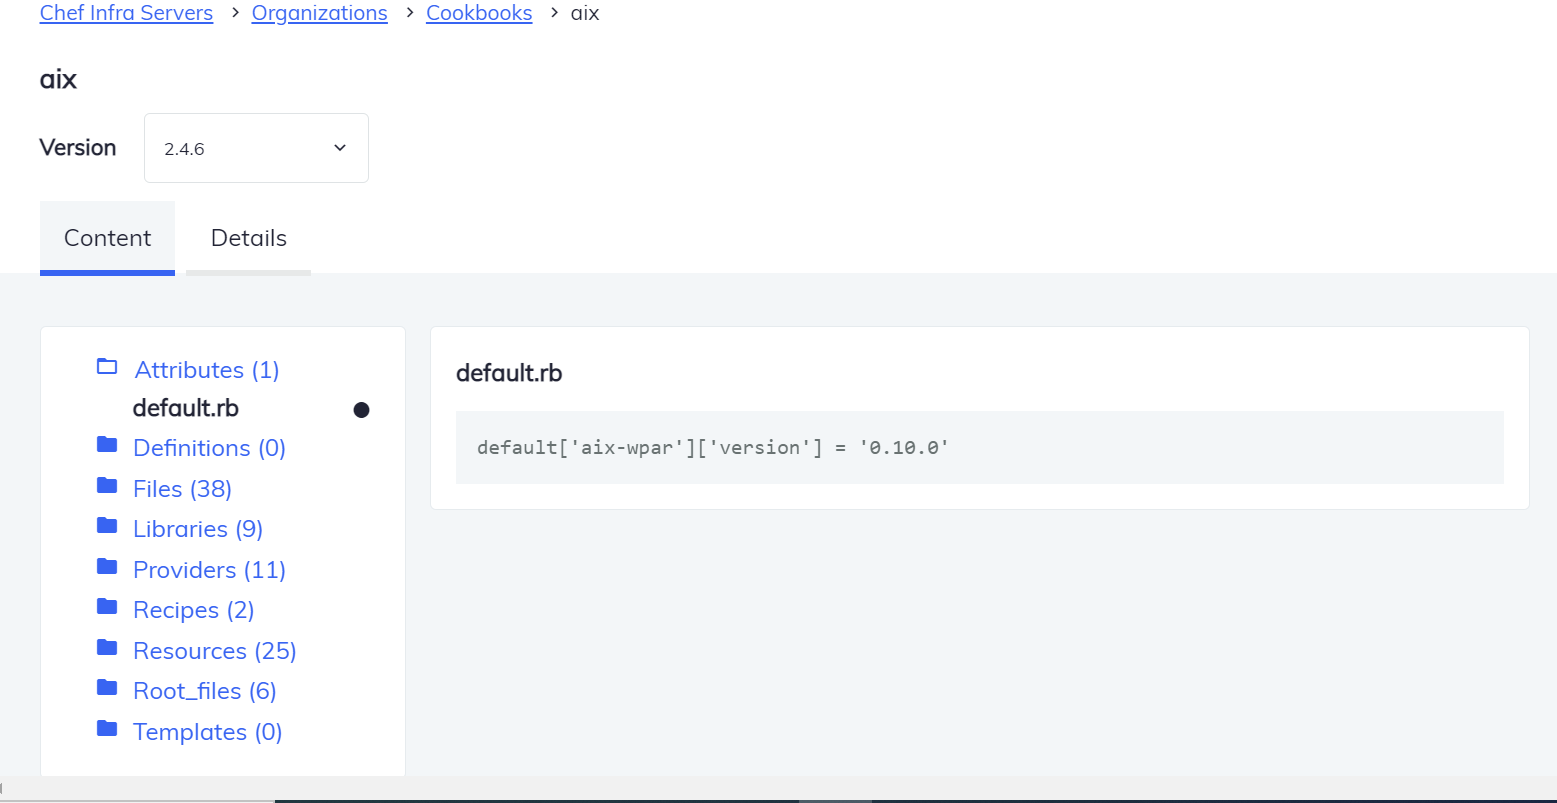 Chef Infra Servers > Organizations > Cookbooks > aix
aix
Version
2.4.6
Content
Details
Attributes (1)
default.rb
Definitions (0)
Files (38)
Libraries (9)
Providers (11)
Recipes (2)
Resources (25)
Root_files (6)
Templates (0)
default.rb
default['aix-wpar']['version'] = '0.10.0'